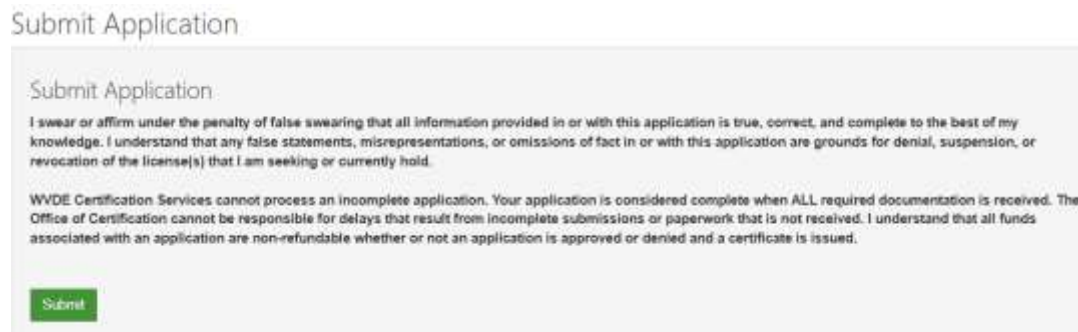 Submit Application
Submit Application
I swear or affirm under the penalty of false swearing that all information provided in or with this application is true, correct, and complete to the best of my
knowledge. I understand that any false statements, misrepresentations, or omissions of fact in or with this application are grounds for denial, suspension, or
revocation of the license(s) that I am seeking or currently hold.
WVDE Certification Services cannot process an incomplete application. Your application is considered complete when ALL required documentation is received. The
Office of Certification cannot be responsible for delays that result from incomplete submissions or paperwork that is not received. I understand that all funds
associated with an application are non-refundable whether or not an application is approved or denied and a certificate is issued.
Submit